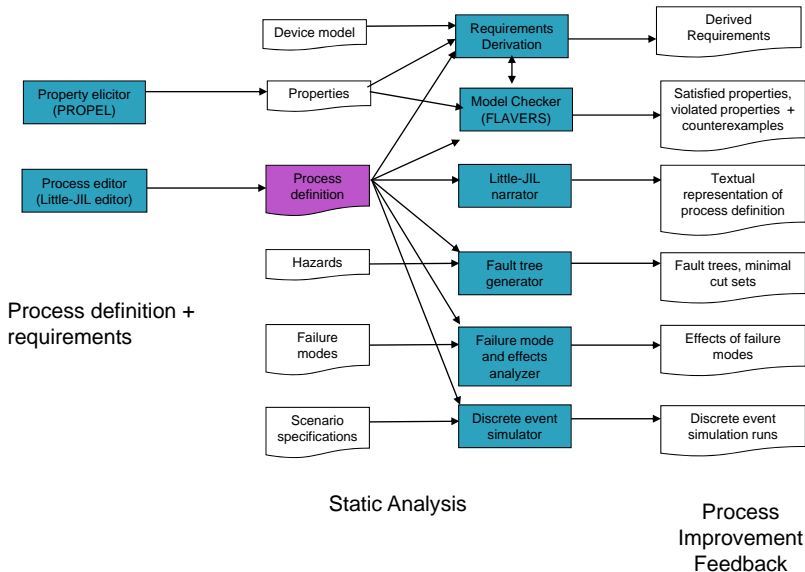 Device model
Requirements
Derivation
Derived
Requirements
Property elicitor
(PROPEL)
Properties
Model Checker
(FLAVERS)
Satisfied properties,
violated properties +
counterexamples
Process editor
(Little-JIL editor)
Process
definition
Little-JIL
narrator
Textual
representation of
process definition
Hazards
Fault tree
generator
Fault trees, minimal
cut sets
Process definition +
requirements
Failure
modes
Failure mode
and effects
analyzer
Effects of failure
modes
Scenario
specifications
Discrete event
simulator
Discrete event
simulation runs
Static Analysis
Process
Improvement
Feedback